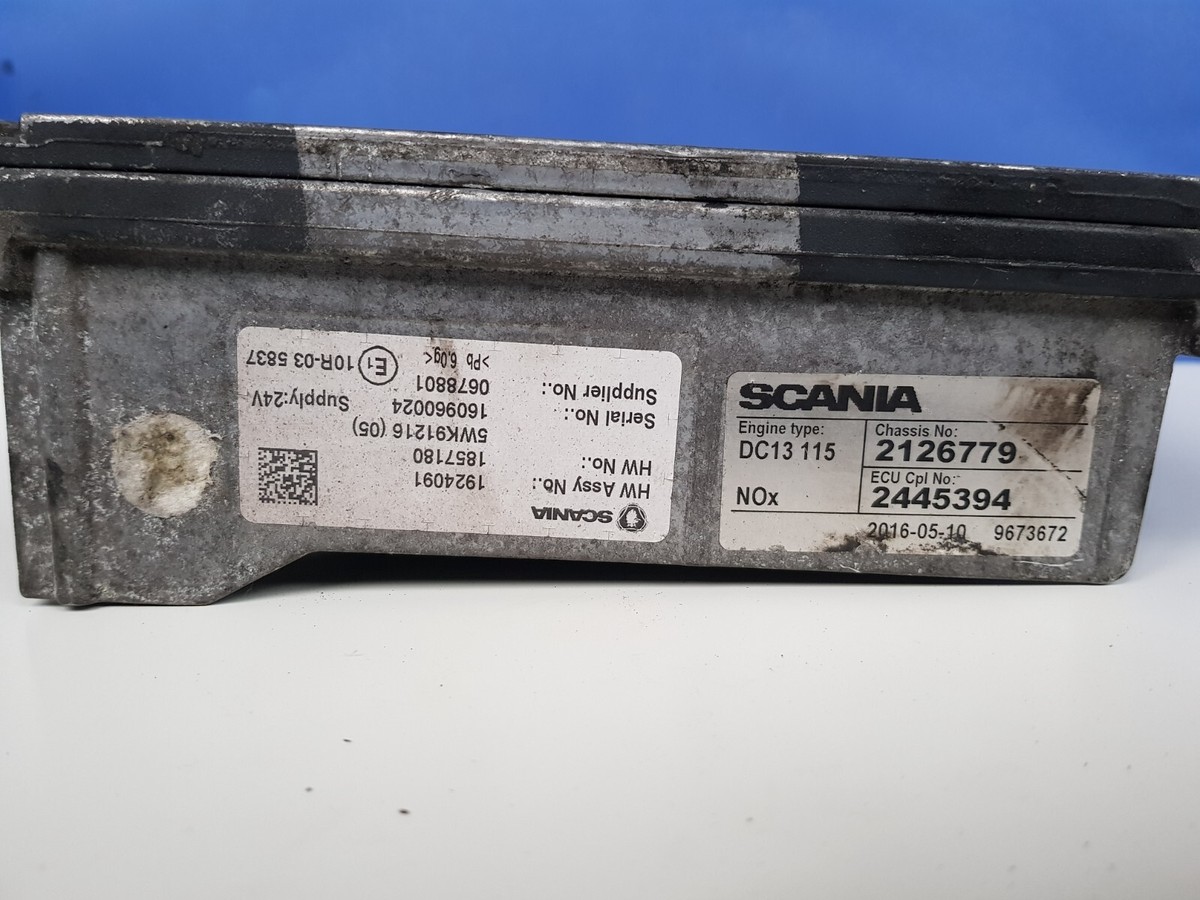 SCANIA
HW Assy No.: 1924091
HW No.: 1857180
5WK91216 (05)
Serial No.: 160960024 Supply:24V
Supplier No.: 0678801
>Pb 6.0g< E1 10R-03 5837
SCANIA
Engine type: Chassis No:
DC13 115 2126779
ECU Cpl No:
NOx 2445394
2016-05-10 9673672